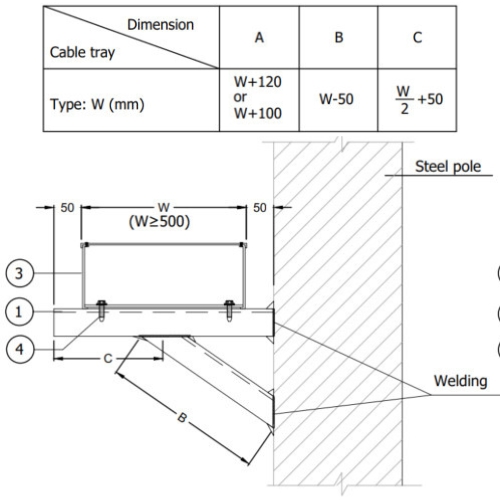 Dimension
Cable tray
A
B
C
Type: W (mm)
W+120
or
W+100
W-50
W/2 +50
Steel pole
50
W
50
(W≥500)
3
1
4
C
B
Welding